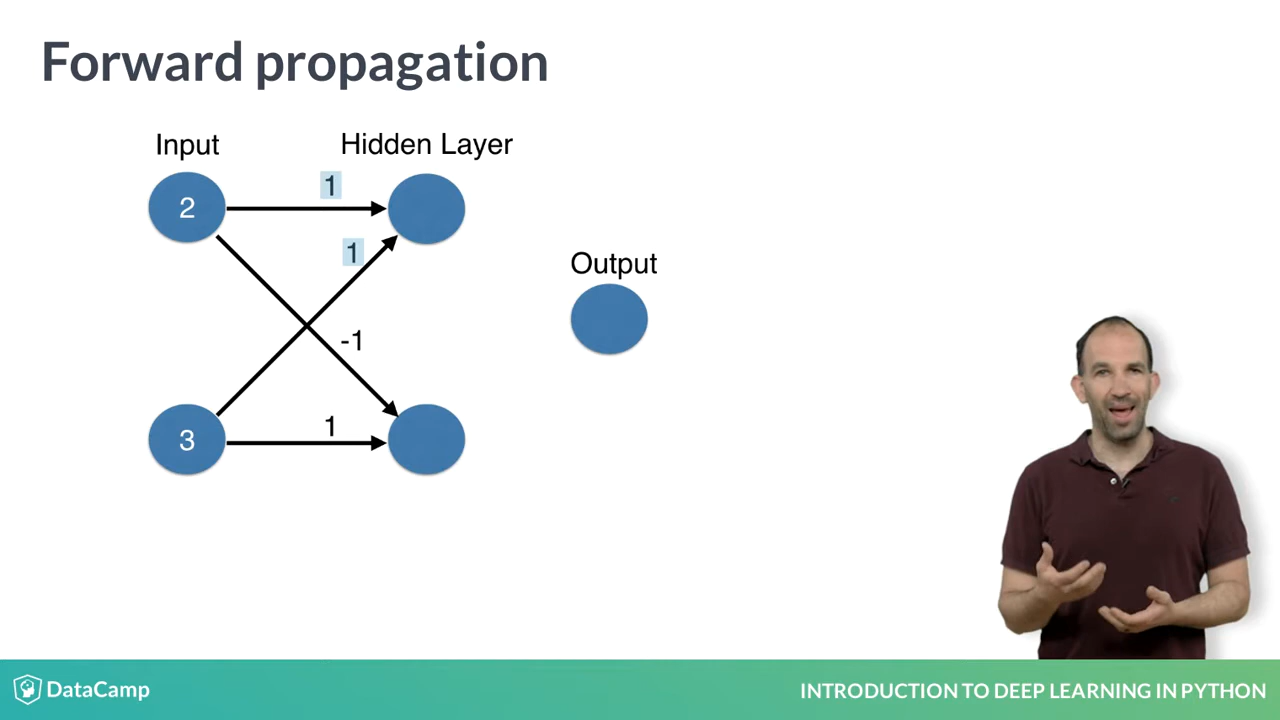 Forward propagation
Input
Hidden Layer
1
2
1
Output
-1
1
3
DataCamp
INTRODUCTION TO DEEP LEARNING IN PYTHON